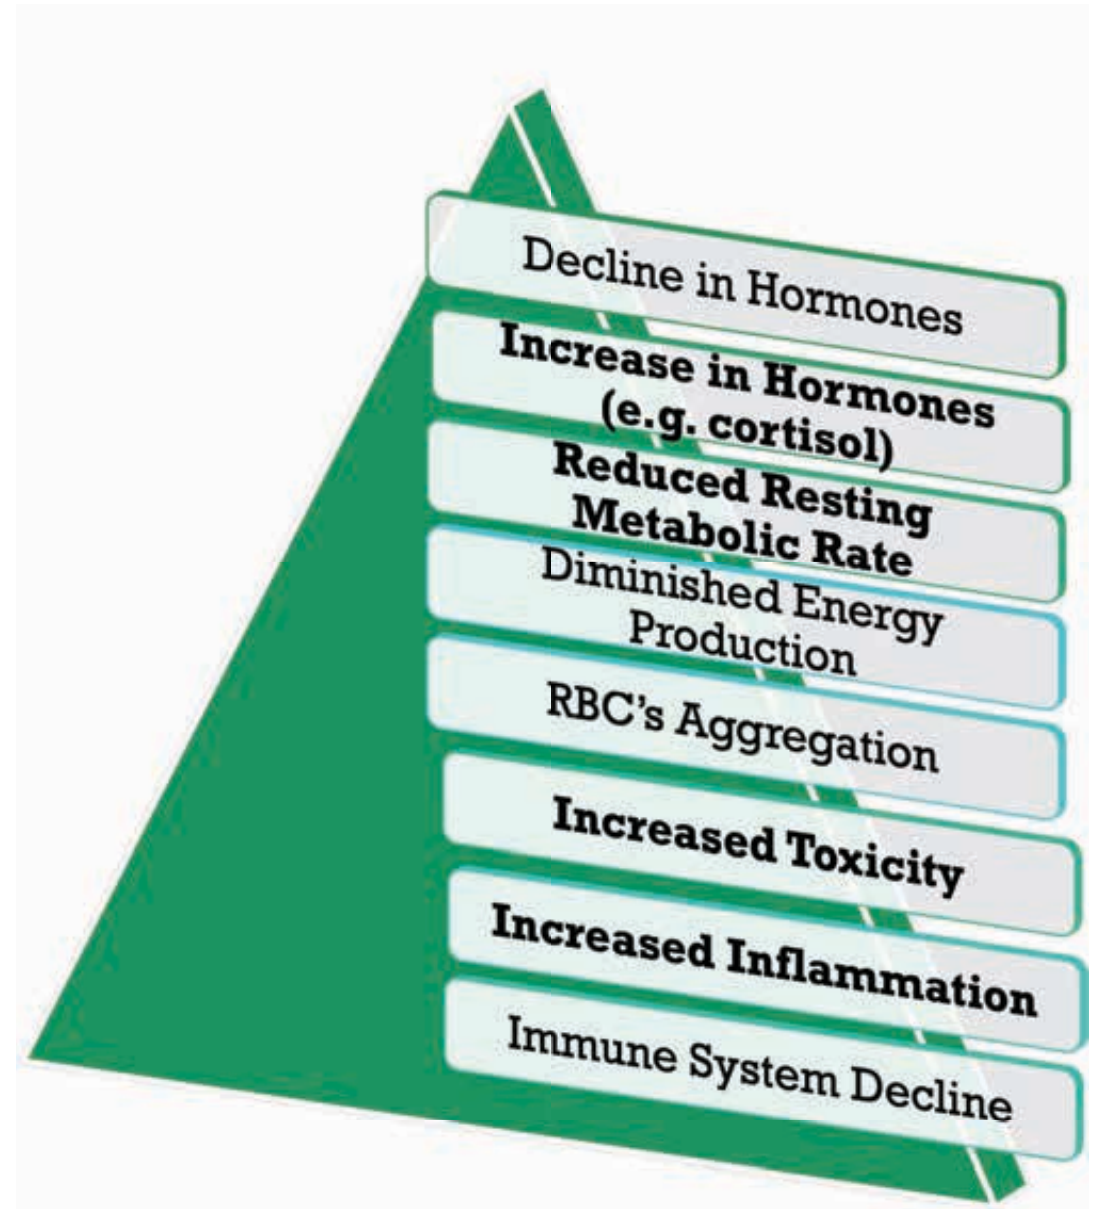 Decline in Hormones
Increase in Hormones
(e.g. cortisol)
Reduced Resting
Metabolic Rate
Diminished Energy
Production
RBC's Aggregation
Increased Toxicity
Increased Inflammation
Immune System Decline